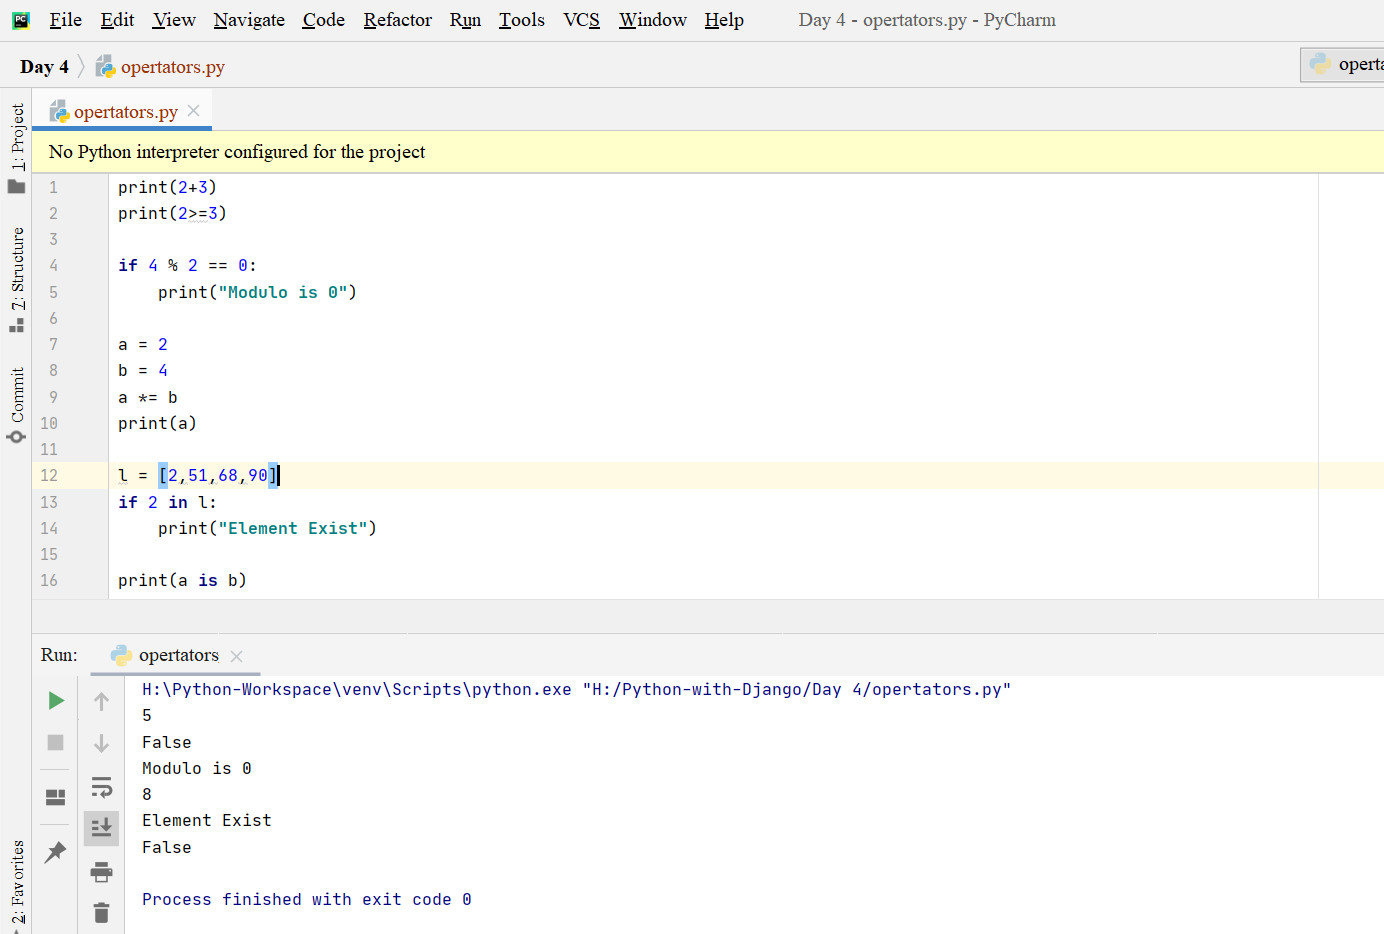 PC File Edit View Navigate Code Refactor Run Tools VCS Window Help Day 4 - opertators.py - PyCharm
Day 4 opertators.py operta
opertators.py
1: Project
7: Structure
Commit
2: Favorites
No Python interpreter configured for the project
1 print(2+3)
2 print(2>=3)
3
4 if 4 % 2 == 0:
5 print("Modulo is 0")
6
7 a = 2
8 b = 4
9 a *= b
10 print(a)
11
12 l = [2,51,68,90]
13 if 2 in l:
14 print("Element Exist")
15
16 print(a is b)
Run: opertators
H:\Python-Workspace\venv\Scripts\python.exe "H:/Python-with-Django/Day 4/opertators.py"
5
False
Modulo is 0
8
Element Exist
False
Process finished with exit code 0